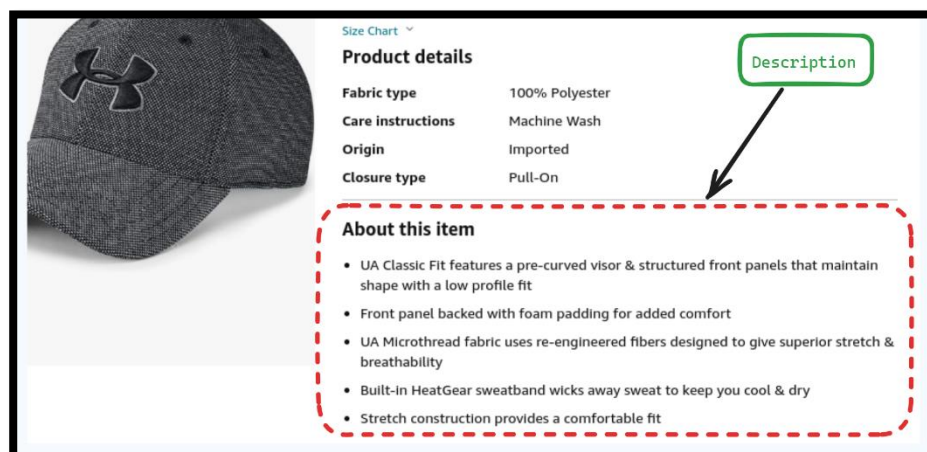 Size Chart
Product details
Description
Fabric type 100% Polyester
Care instructions Machine Wash
Origin Imported
Closure type Pull-On
About this item
• UA Classic Fit features a pre-curved visor & structured front panels that maintain
shape with a low profile fit
• Front panel backed with foam padding for added comfort
• UA Microthread fabric uses re-engineered fibers designed to give superior stretch &
breathability
• Built-in HeatGear sweatband wicks away sweat to keep you cool & dry
• Stretch construction provides a comfortable fit